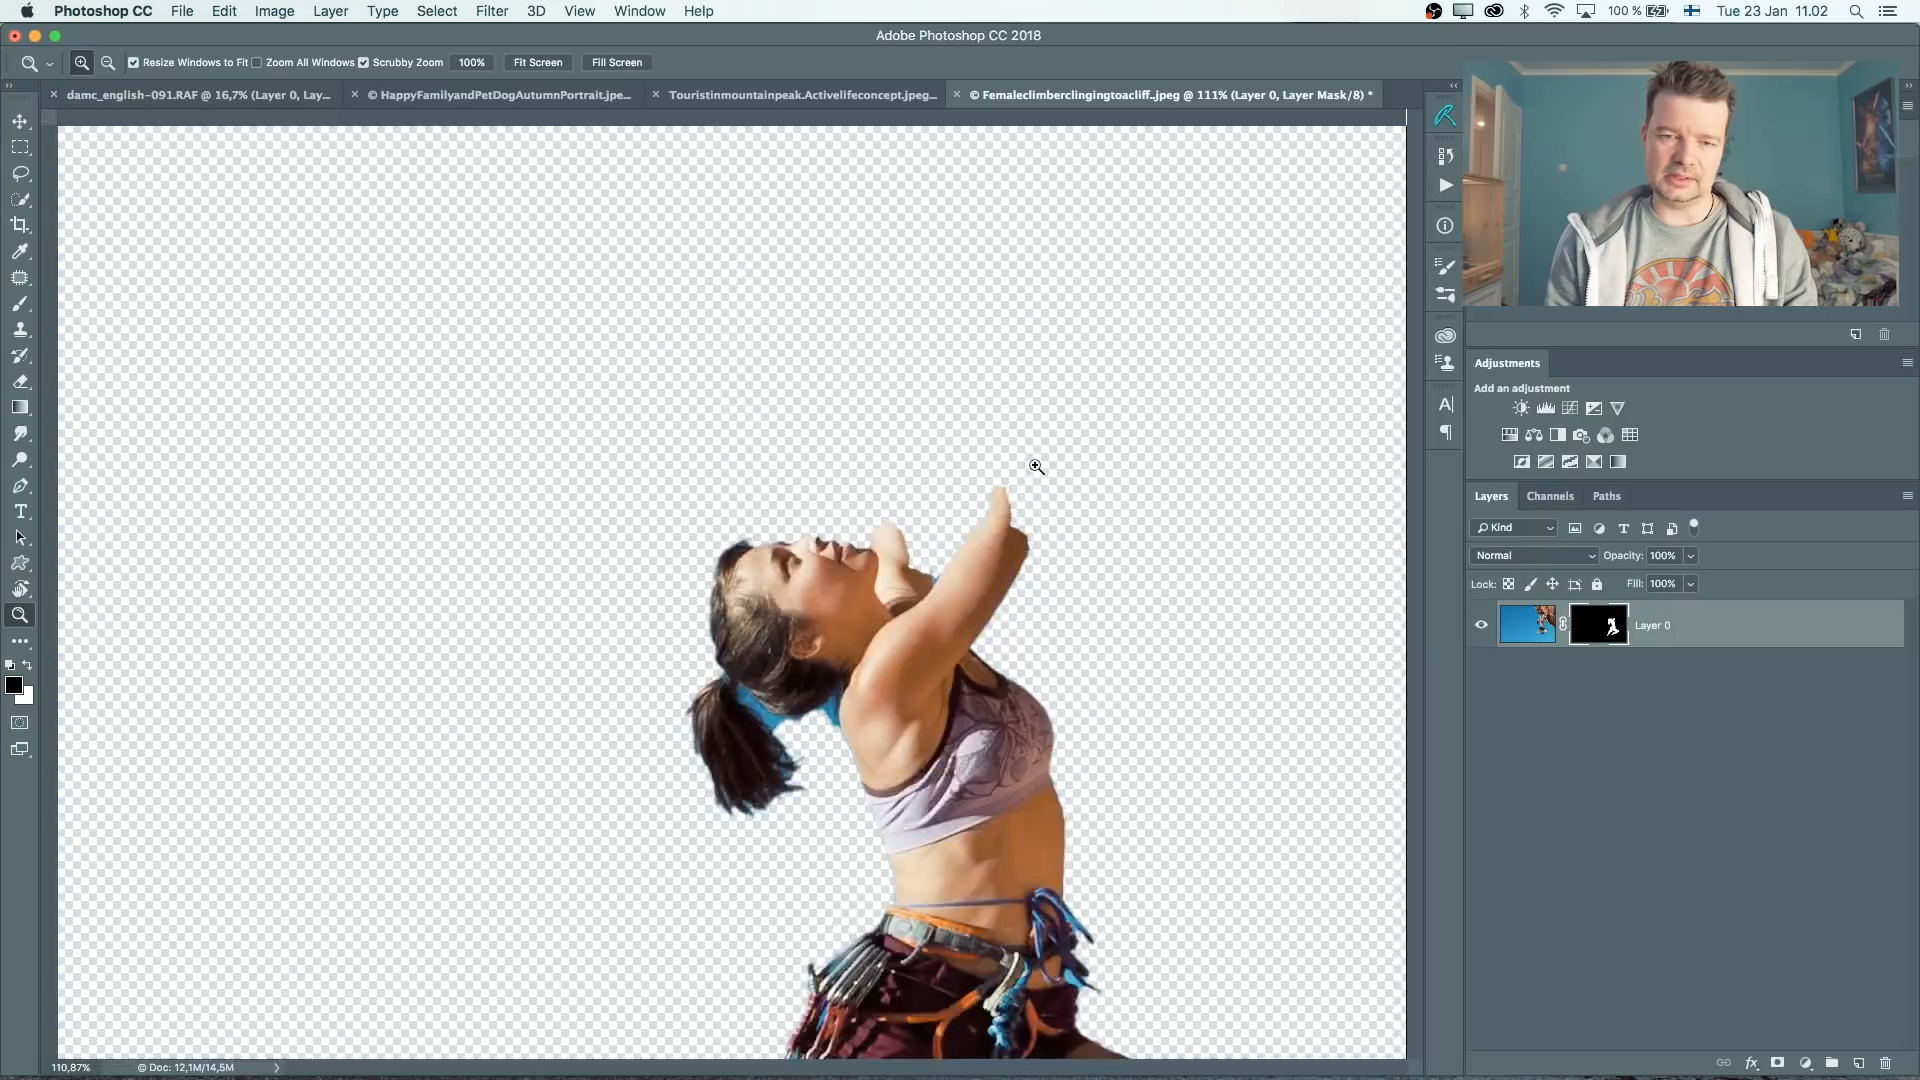 Photoshop CC File Edit Image Layer Type Select Filter 3D View Window Help 100 % Tue 23 Jan 11.02
Adobe Photoshop CC 2018
Resize Windows to Fit Zoom All Windows Scrubby Zoom 100% Fit Screen Fill Screen
damc_english-091.RAF @ 16,7% (Layer 0, Lay... © HappyFamilyandPetDogAutumnPortrait.jpe... Touristinmountainpeak.Activelifeconcept.jpeg... © Femaleclimberclingingtoacliff..jpeg @ 111% (Layer 0, Layer Mask/8) *
Adjustments
Add an adjustment
Layers Channels Paths
Kind
Normal Opacity: 100%
Lock: Fill: 100%
Layer 0
110,87% © Doc: 12,1M/14,5M